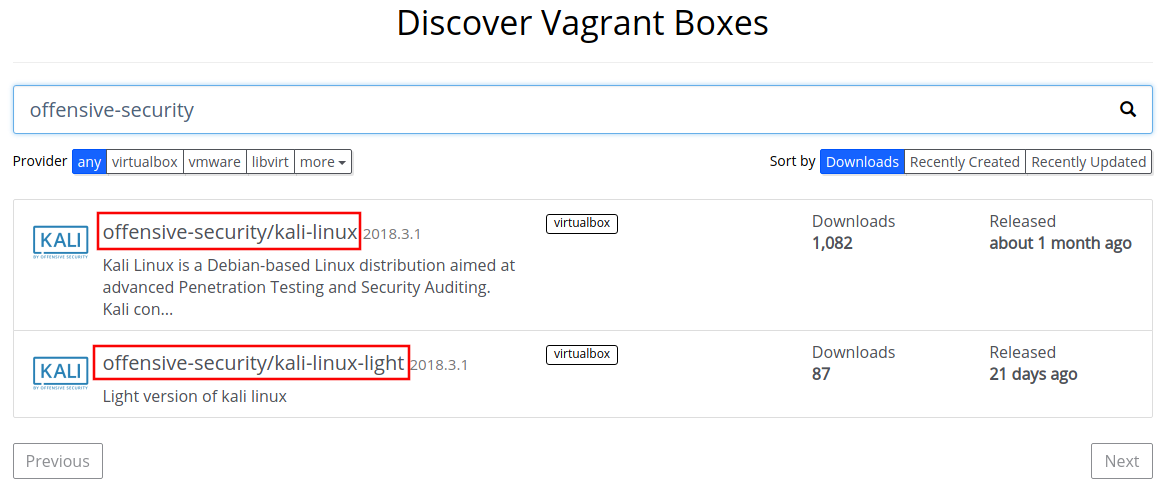 Discover Vagrant Boxes
offensive-security
Provider any virtualbox vmware libvirt more Sort by Downloads Recently Created Recently Updated
KALI
BY OFFENSIVE SECURITY
offensive-security/kali-linux 2018.3.1
Kali Linux is a Debian-based Linux distribution aimed at
advanced Penetration Testing and Security Auditing.
Kali con...
virtualbox
Downloads
1,082
Released
about 1 month ago
KALI
BY OFFENSIVE SECURITY
offensive-security/kali-linux-light 2018.3.1
Light version of kali linux
virtualbox
Downloads
87
Released
21 days ago
Previous Next